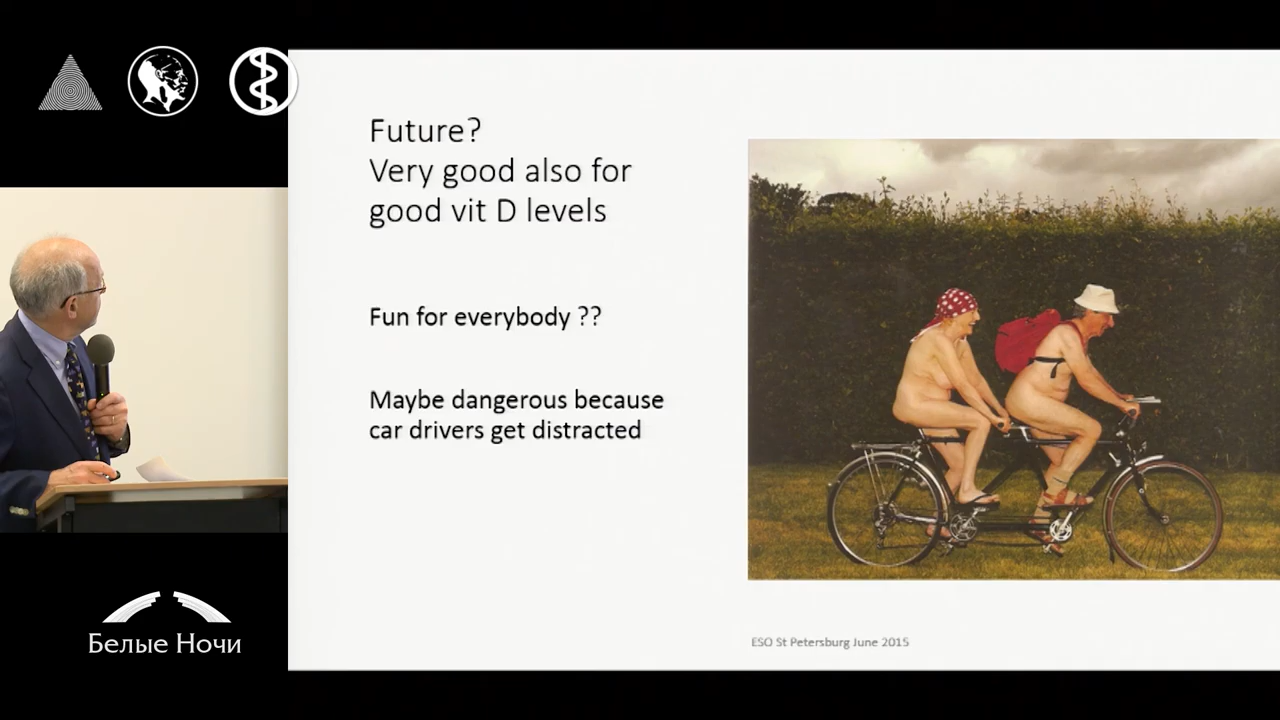 Future?
Very good also for
good vit D levels
Fun for everybody ??
Maybe dangerous because
car drivers get distracted
ESO St Petersburg June 2015
Белые Ночи